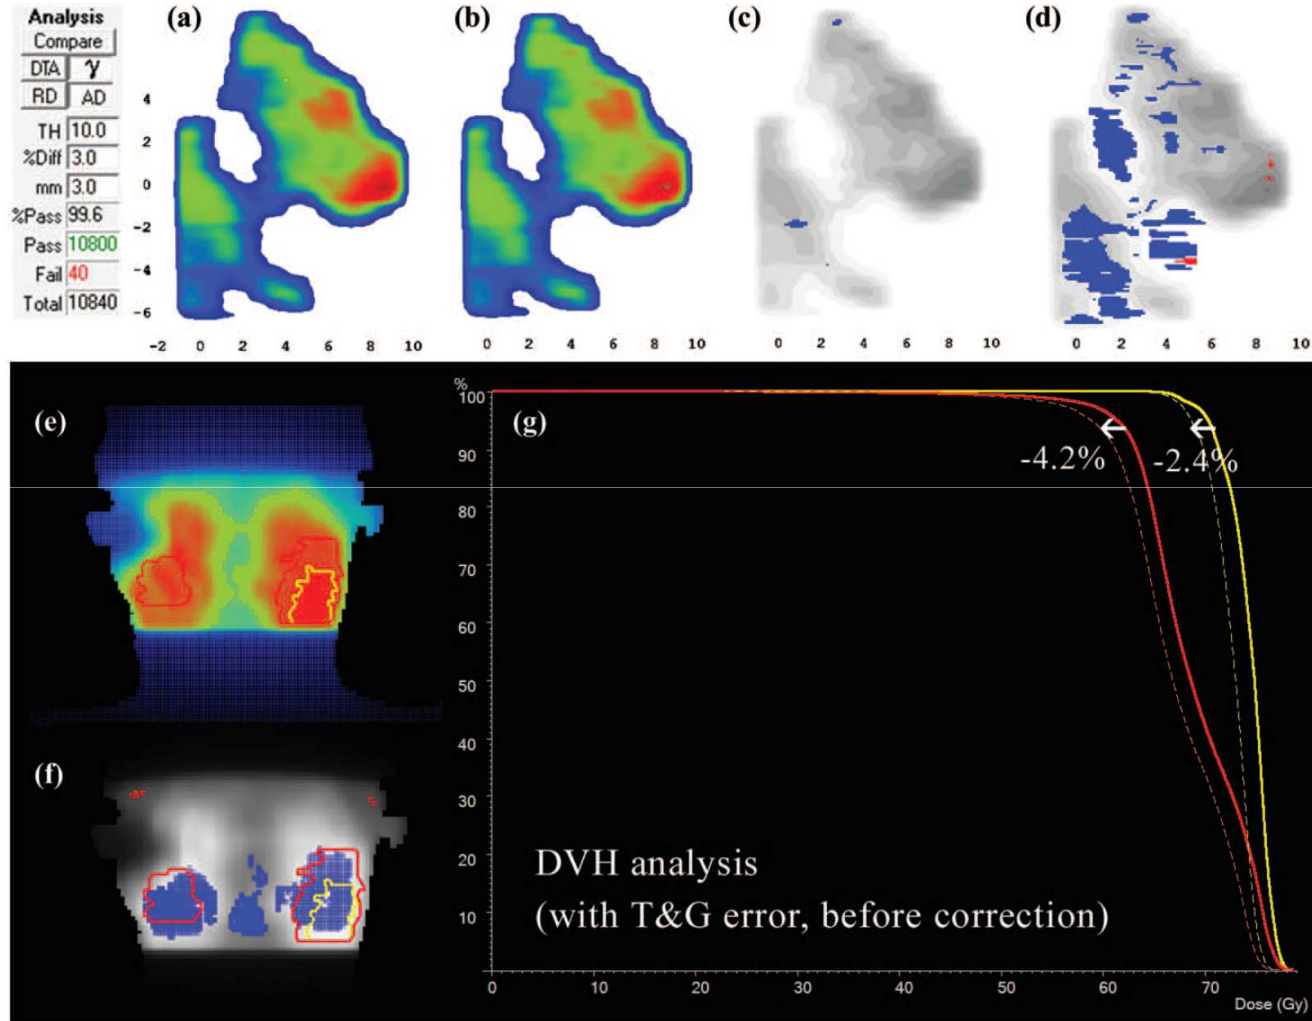 Analysis
Compare
DTA γ
RD AD
TH 10.0
%Diff 3.0
mm 3.0
%Pass 99.6
Pass 10800
Fail 40
Total 10840
(a)
(b)
(c)
(d)
4
2
0
-2
-4
-6
-2 0 2 4 6 8 10
0 2 4 6 8 10
0 2 4 6 8 10
0 2 4 6 8 10
(e)
(f)
(g)
%
100
90
80
70
60
50
40
30
20
10
-4.2%
-2.4%
DVH analysis
(with T&G error, before correction)
0 10 20 30 40 50 60 70
Dose (Gy)